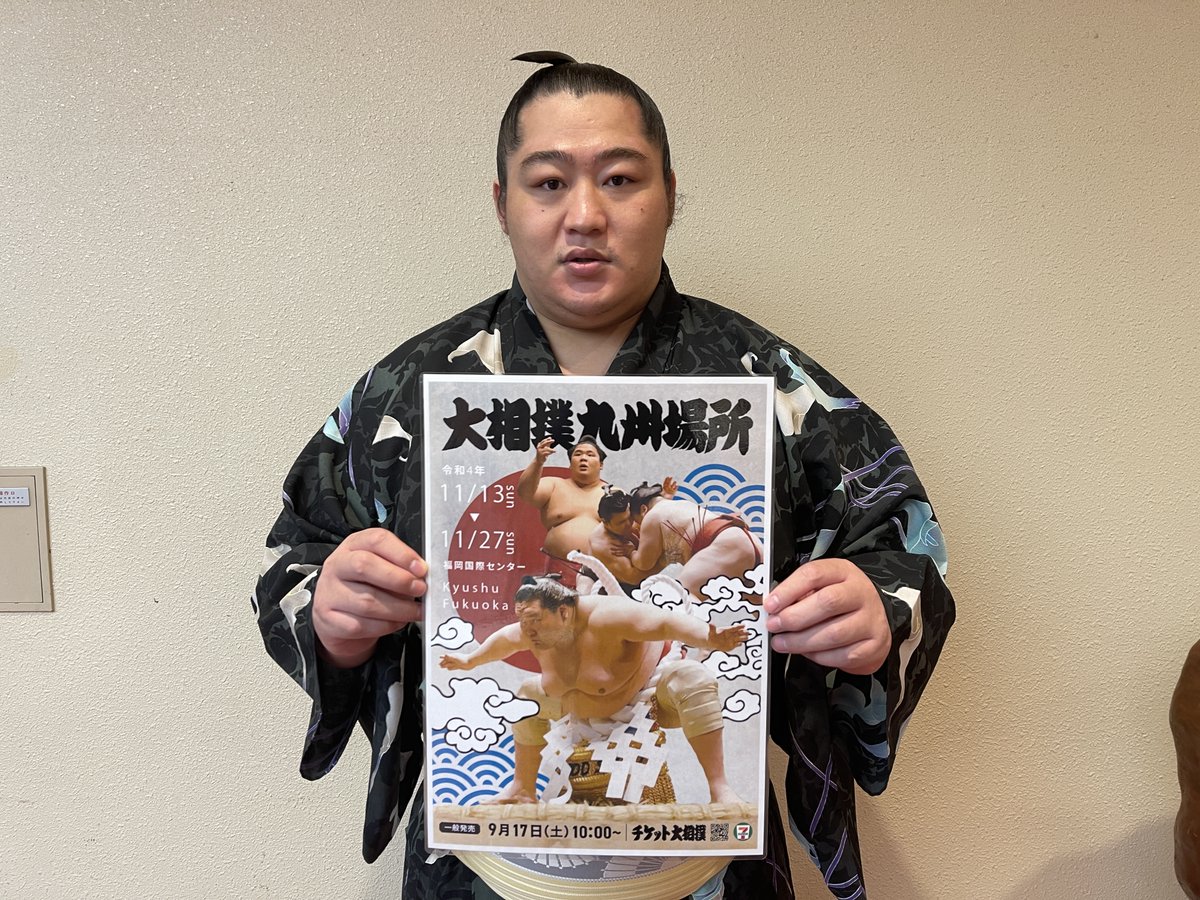 大相撲九州場所
令和4年
11/13 sun
▼
11/27 sun
福岡国際センター
Kyushu
Fukuoka
一般発売 9月17日(土)10:00~ チケット大相撲 7